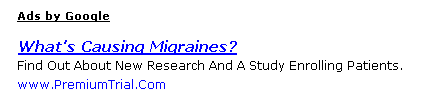 Ads by Google
What's Causing Migraines?
Find Out About New Research And A Study Enrolling Patients.
www.PremiumTrial.Com